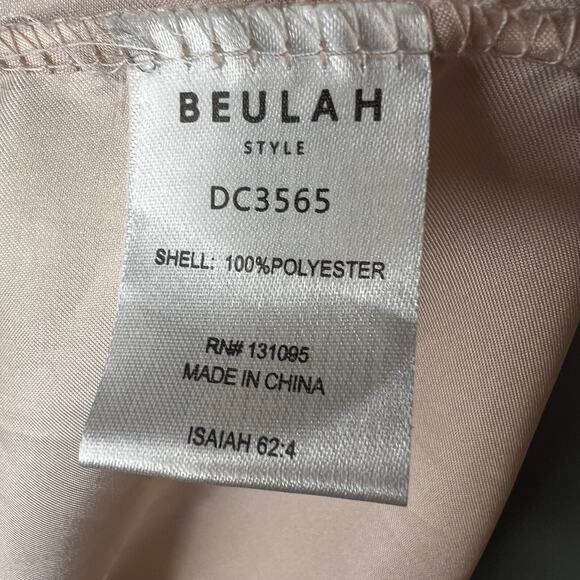 BEULAH
STYLE
DC3565
SHELL: 100%POLYESTER
RN# 131095
MADE IN CHINA
ISAIAH 62:4